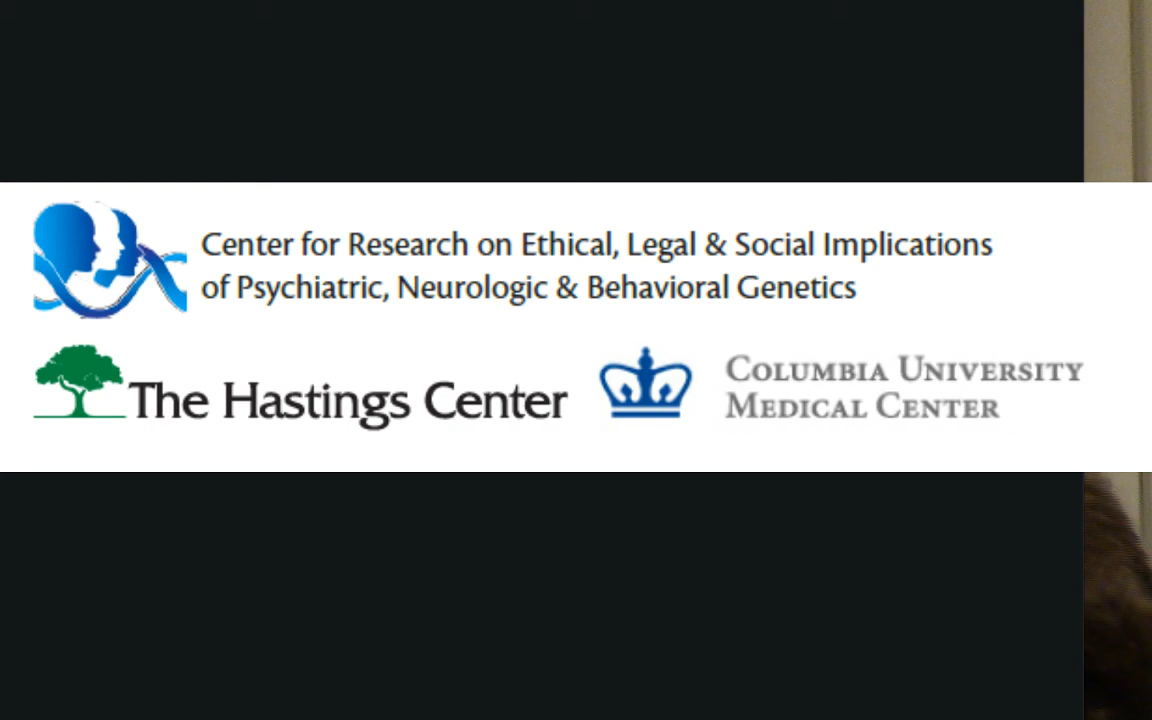 Center for Research on Ethical, Legal & Social Implications
of Psychiatric, Neurologic & Behavioral Genetics
The Hastings Center
COLUMBIA UNIVERSITY
MEDICAL CENTER